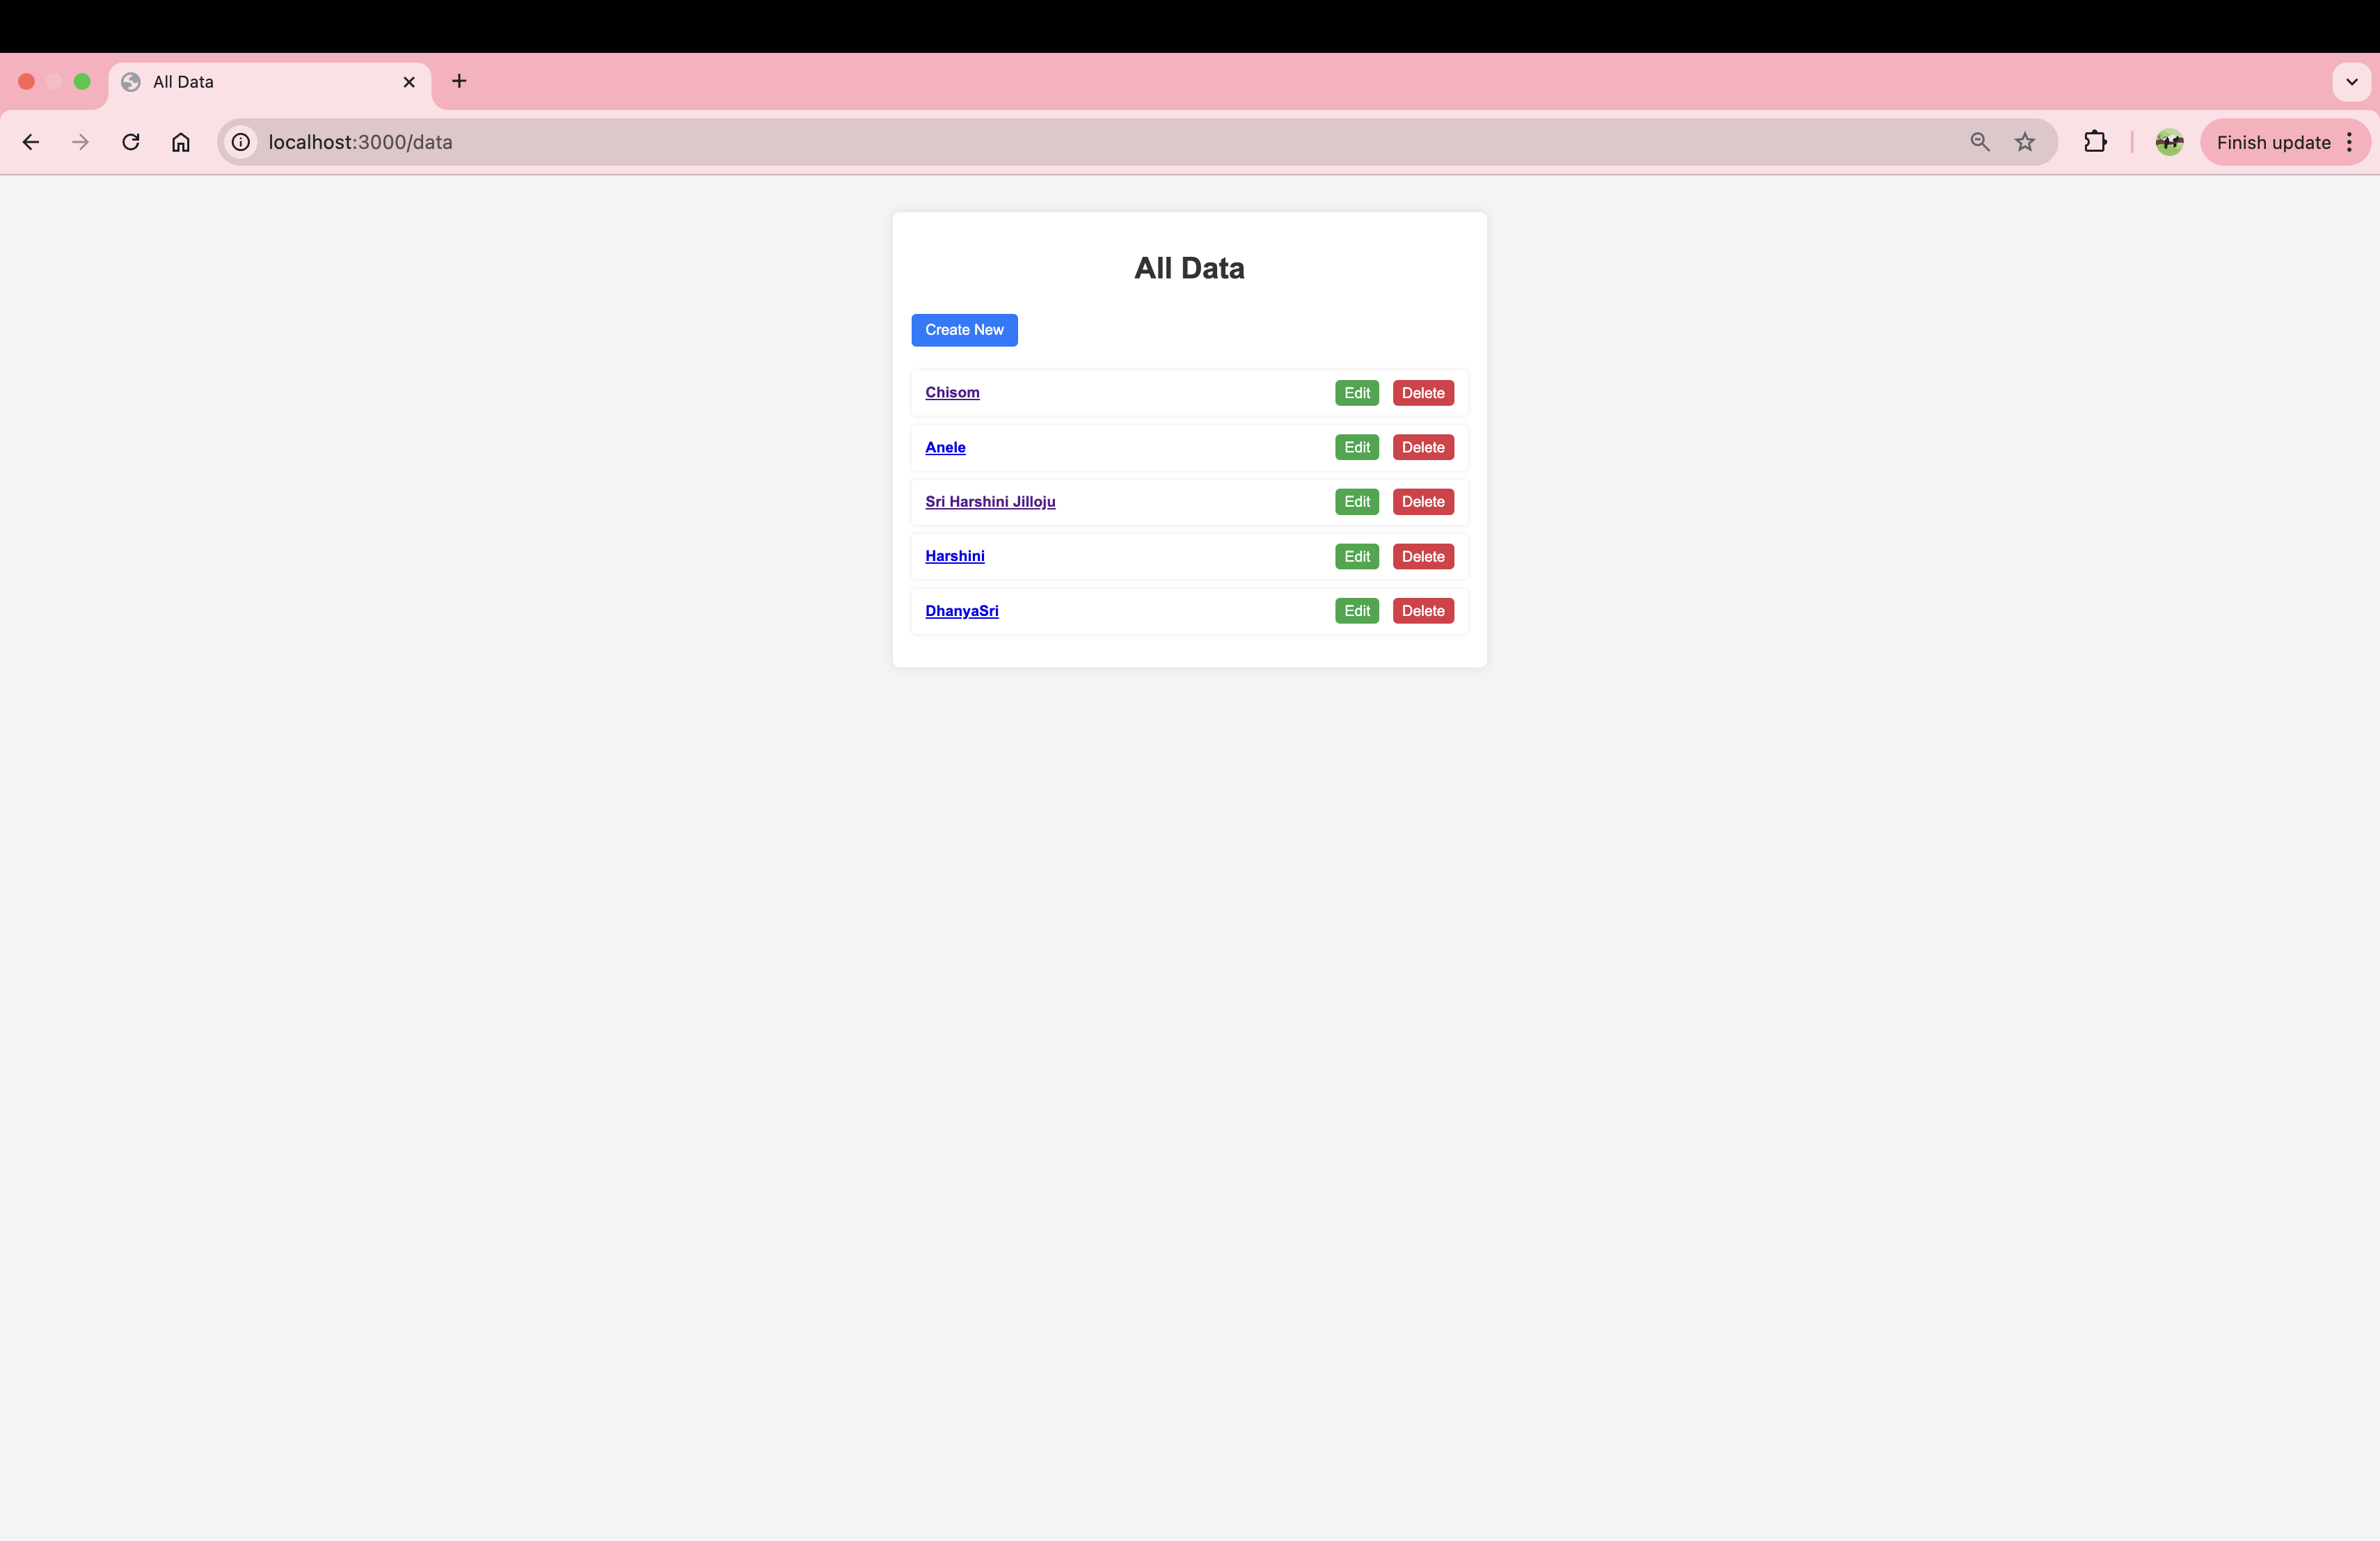 All Data
localhost:3000/data
Finish update
All Data
Create New
Chisom Edit Delete
Anele Edit Delete
Sri Harshini Jilloju Edit Delete
Harshini Edit Delete
DhanyaSri Edit Delete